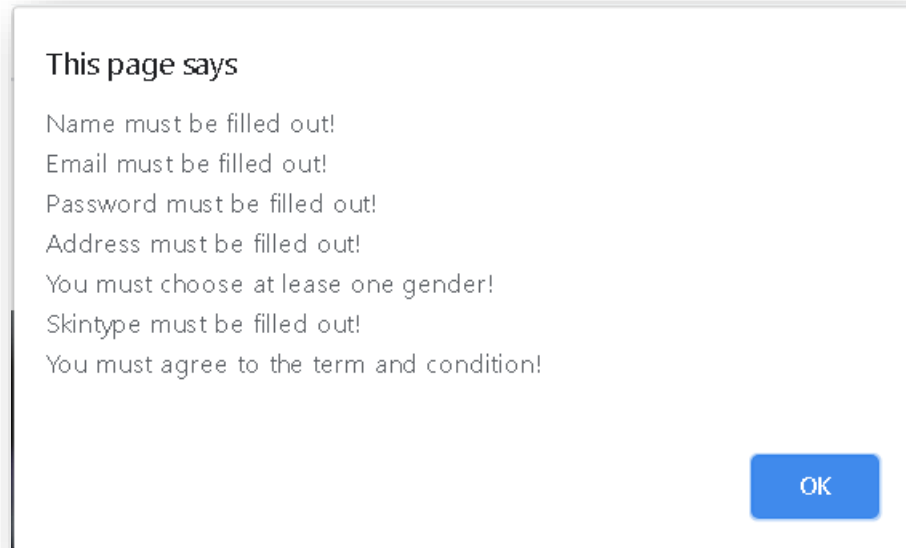 This page says
Name must be filled out!
Email must be filled out!
Password must be filled out!
Address must be filled out!
You must choose at lease one gender!
Skintype must be filled out!
You must agree to the term and condition!
OK